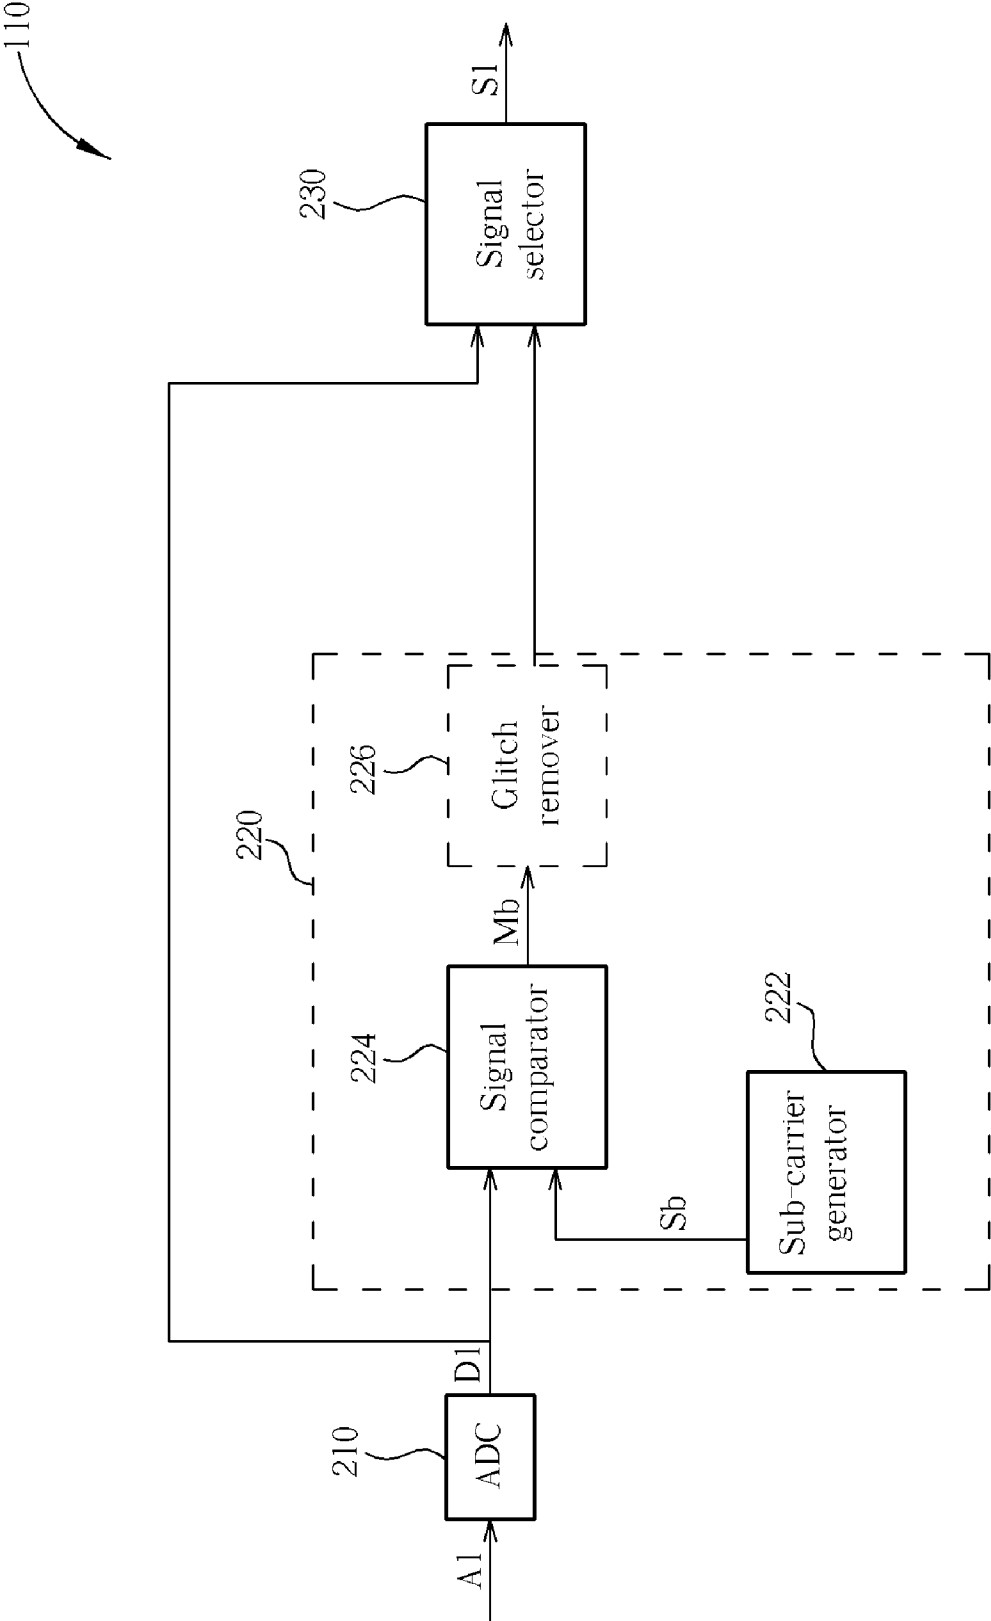 110
A1
210
ADC
D1
220
224
Signal
comparator
Mb
226
Glitch
remover
Sb
222
Sub-carrier
generator
230
Signal
selector
S1